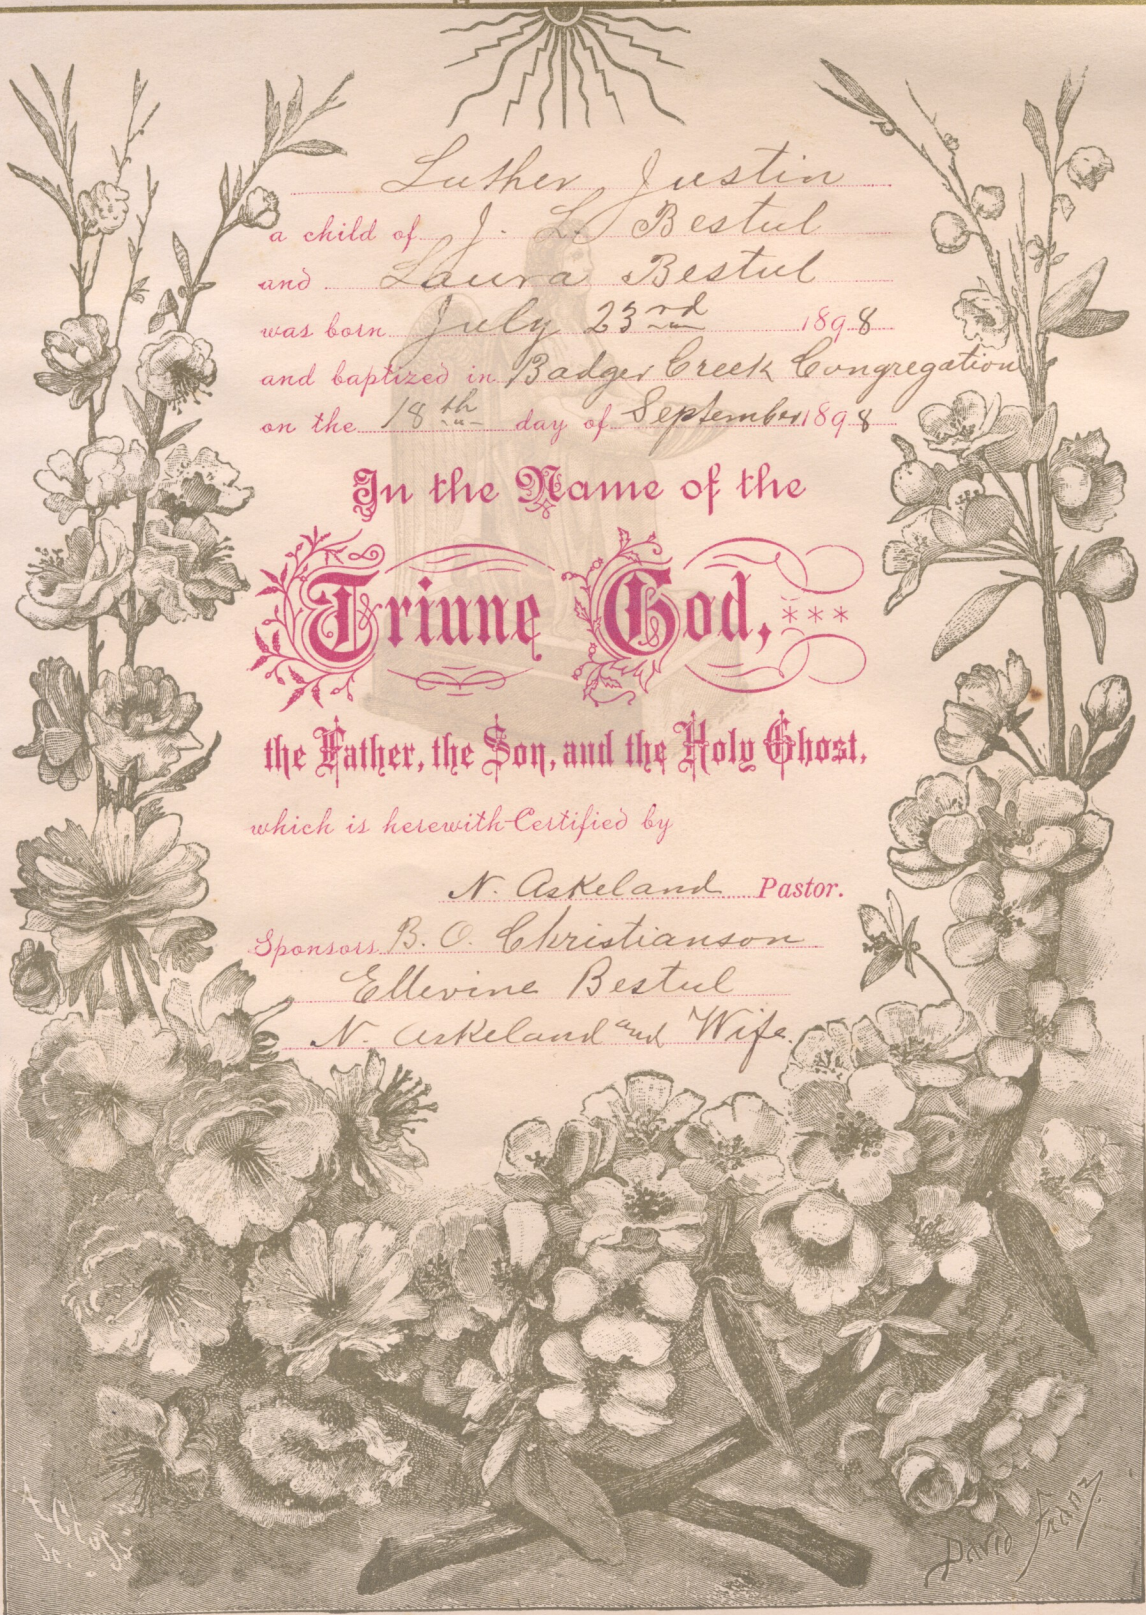 Luther Justin
a child of J. L. Bestul
and Laura Bestul
was born July 23rd 1898
and baptized in Badger Creek Congregation
on the 18th day of September 1898
In the Name of the
Triune God, ***
the Father, the Son, and the Holy Ghost,
which is herewith Certified by
N. Askeland Pastor.
Sponsors B. O. Christianson
Ellevine Bestul
N. Askeland and Wife.
David Franz